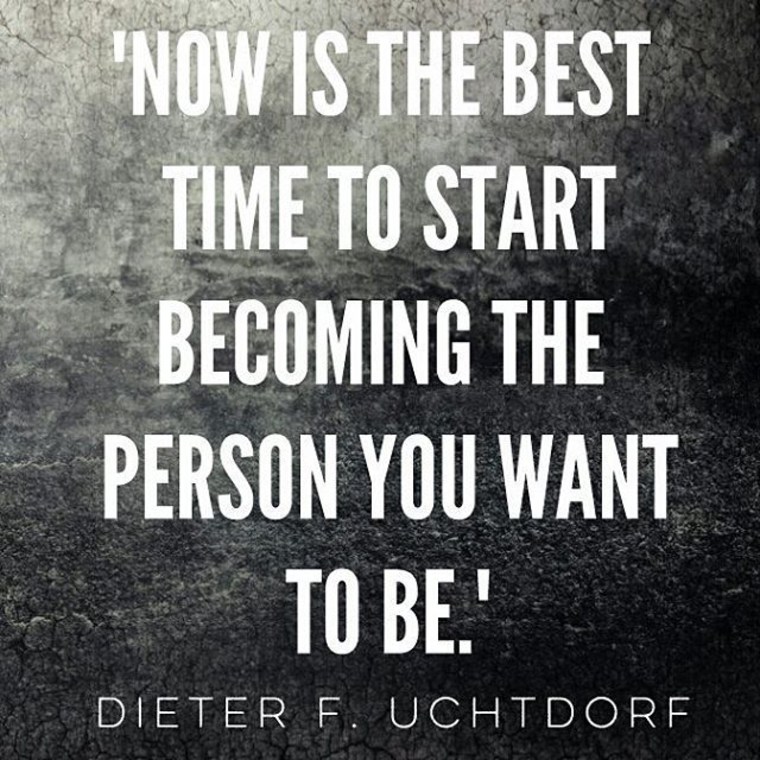 'NOW IS THE BEST
TIME TO START
BECOMING THE
PERSON YOU WANT
TO BE.'
DIETER F. UCHTDORF